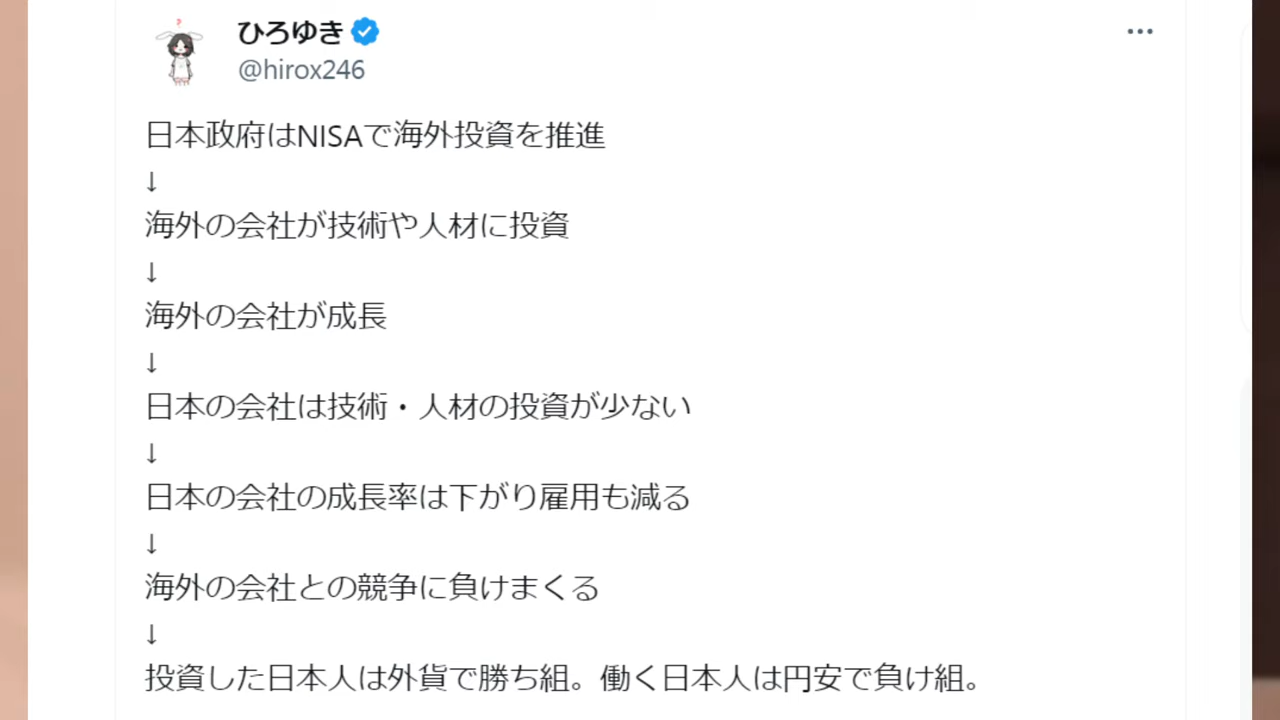 ひろゆき
@hirox246
日本政府はNISAで海外投資を推進
↓
海外の会社が技術や人材に投資
↓
海外の会社が成長
↓
日本の会社は技術・人材の投資が少ない
↓
日本の会社の成長率は下がり雇用も減る
↓
海外の会社との競争に負けまくる
↓
投資した日本人は外貨で勝ち組。働く日本人は円安で負け組。